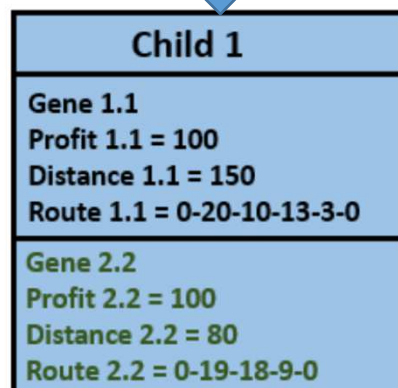 Child 1
Gene 1.1
Profit 1.1 = 100
Distance 1.1 = 150
Route 1.1 = 0-20-10-13-3-0
Gene 2.2
Profit 2.2 = 100
Distance 2.2 = 80
Route 2.2 = 0-19-18-9-0